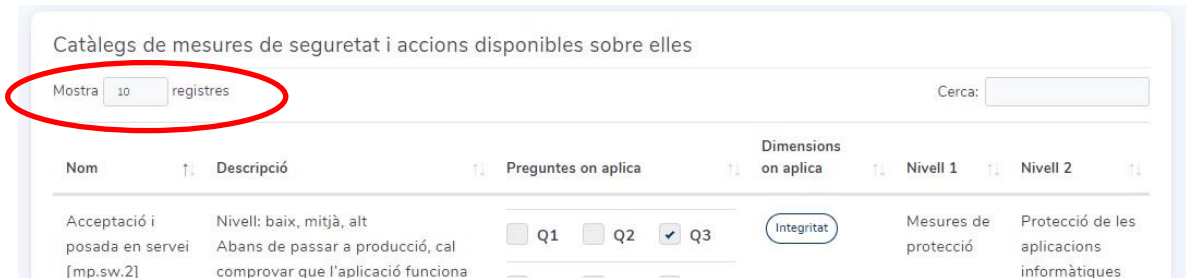 Catàlegs de mesures de seguretat i accions disponibles sobre elles
Mostra 10 registres
Cerca:
Nom
Descripció
Preguntes on aplica
Dimensions
on aplica
Nivell 1
Nivell 2
Acceptació i
posada en servei
[mp.sw.2]
Nivell: baix, mitjà, alt
Abans de passar a producció, cal
comprovar que l'aplicació funciona
Q1 Q2 Q3
Integritat
Mesures de
protecció
Protecció de les
aplicacions
informàtiques